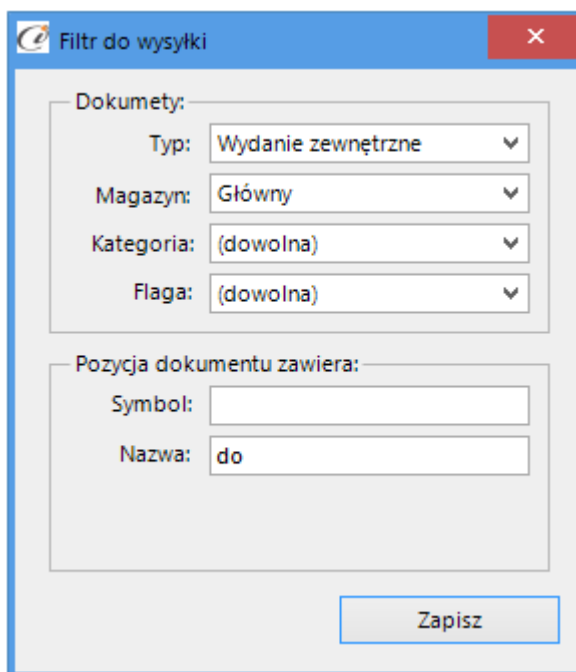 Filtr do wysyłki
Dokumety:
Typ: Wydanie zewnętrzne
Magazyn: Główny
Kategoria: (dowolna)
Flaga: (dowolna)
Pozycja dokumentu zawiera:
Symbol:
Nazwa: do
Zapisz